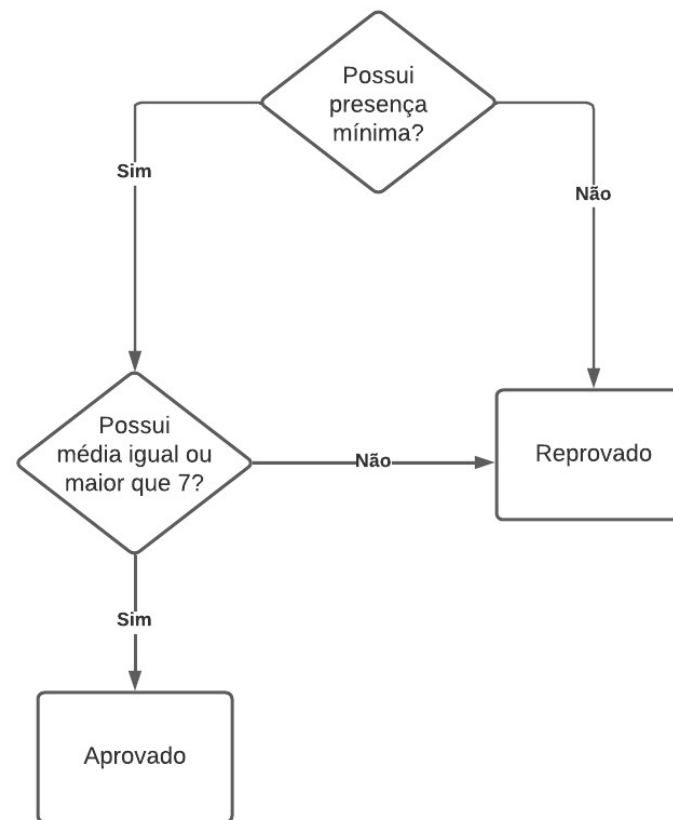 Possui
presença
mínima?
Sim
Não
Possui
média igual ou
maior que 7?
Não
Reprovado
Sim
Aprovado